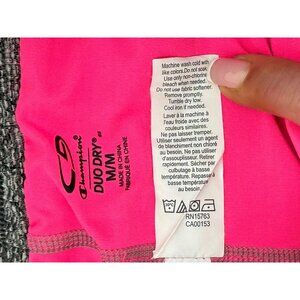 Champion
DUO DRY®
M/M
MADE IN CHINA
FABRIQUÉ EN CHINE
Machine wash cold with
like colors. Do not soak.
Use only non-chlorine
bleach when needed.
Do not use fabric softener.
Remove promptly.
Tumble dry low.
Cool iron if needed.
Laver à la machine à
l'eau froide avec des
couleurs similaires.
Ne pas laisser tremper.
Utiliser seulement un agent
de blanchiment non chloré
au besoin. Ne pas utiliser
d'assouplisseur. Retirer
rapidement. Sécher
par culbutage à basse
température. Repassage à
basse température,
au besoin.
RN15763
CA00153